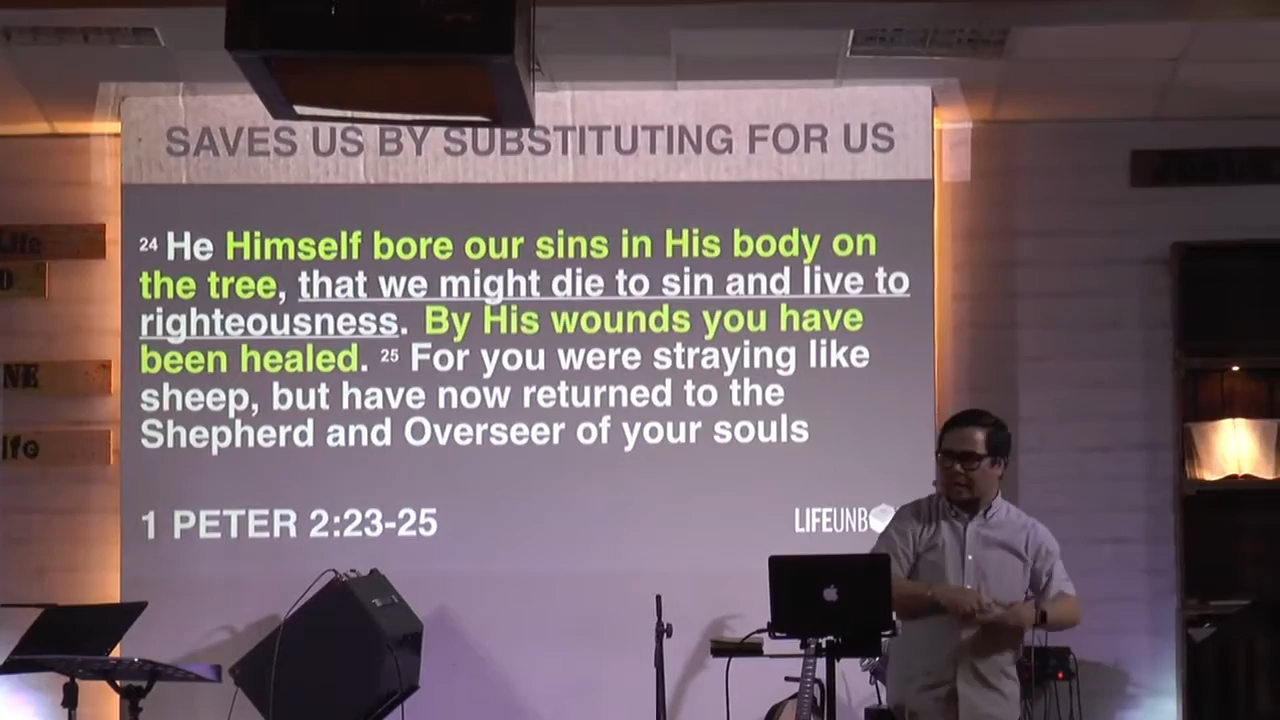 SAVES US BY SUBSTITUTING FOR US
24 He Himself bore our sins in His body on
the tree, that we might die to sin and live to
righteousness. By His wounds you have
been healed. 25 For you were straying like
sheep, but have now returned to the
Shepherd and Overseer of your souls
1 PETER 2:23-25
LIFEUNB
Life
NE
life